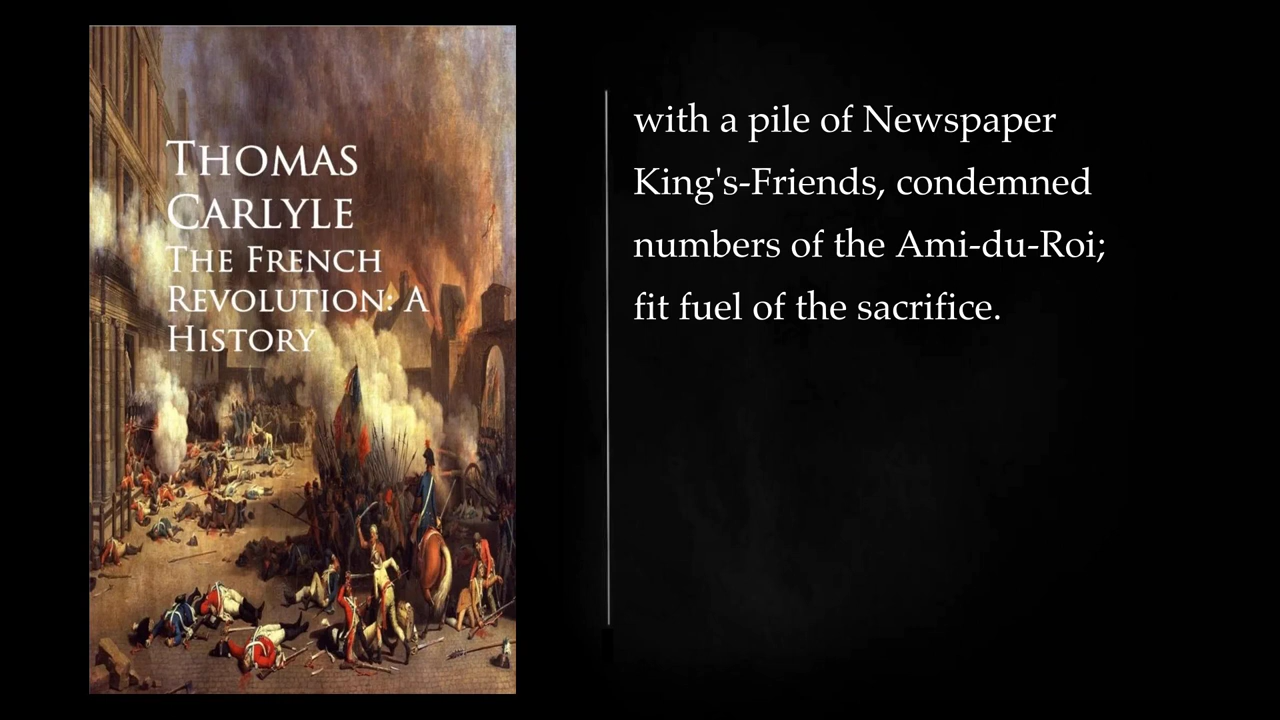 THOMAS
CARLYLE
THE FRENCH
REVOLUTION: A
HISTORY
with a pile of Newspaper
King's-Friends, condemned
numbers of the Ami-du-Roi;
fit fuel of the sacrifice.